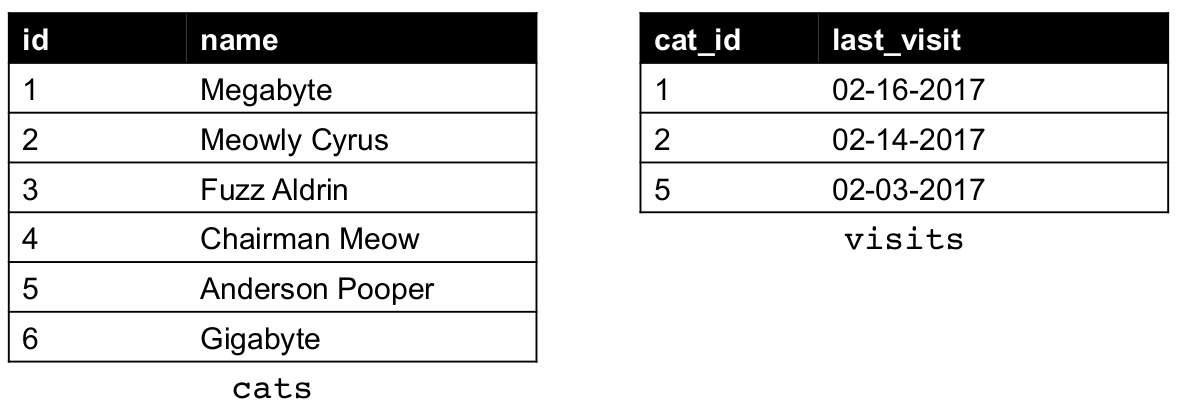 id name
1 Megabyte
2 Meowly Cyrus
3 Fuzz Aldrin
4 Chairman Meow
5 Anderson Pooper
6 Gigabyte
cats
cat_id last_visit
1 02-16-2017
2 02-14-2017
5 02-03-2017
visits